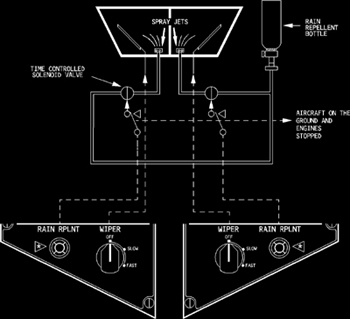 SPRAY JETS
RAIN
REPELLENT
BOTTLE
TIME CONTROLLED
SOLENOID VALVE
AIRCRAFT ON THE
GROUND AND
ENGINES
STOPPED
RAIN RPLNT
WIPER
OFF
SLOW
FAST
WIPER
RAIN RPLNT
OFF
SLOW
FAST